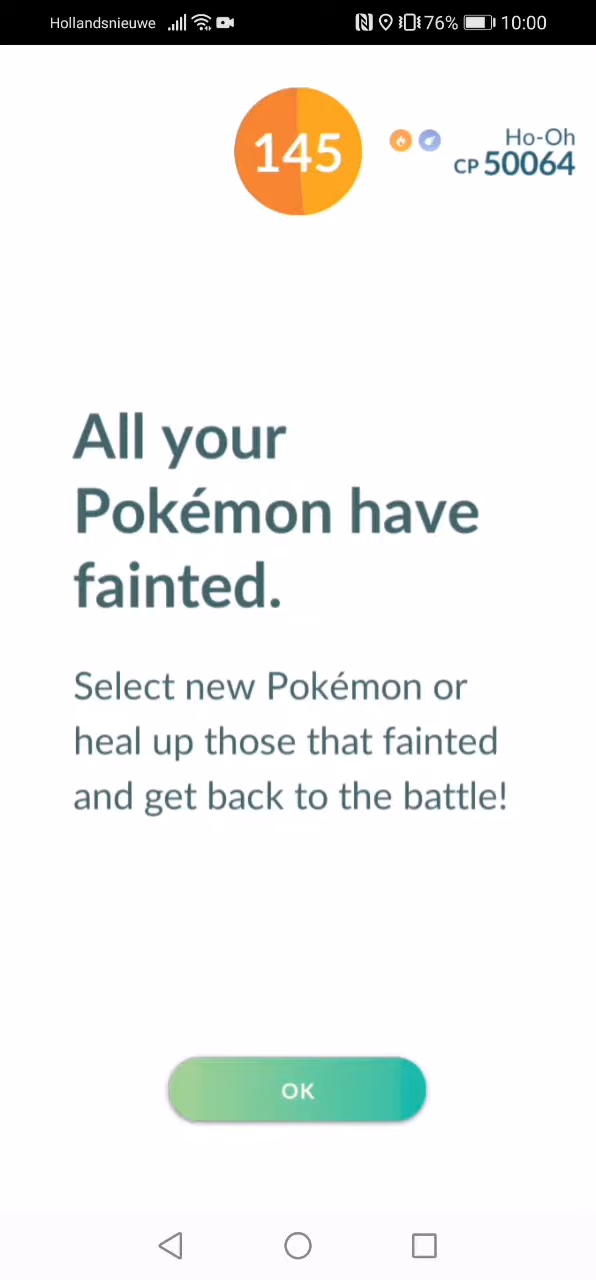 Hollandsnieuwe 76% 10:00
145
Ho-Oh
CP 50064
All your
Pokémon have
fainted.
Select new Pokémon or
heal up those that fainted
and get back to the battle!
OK